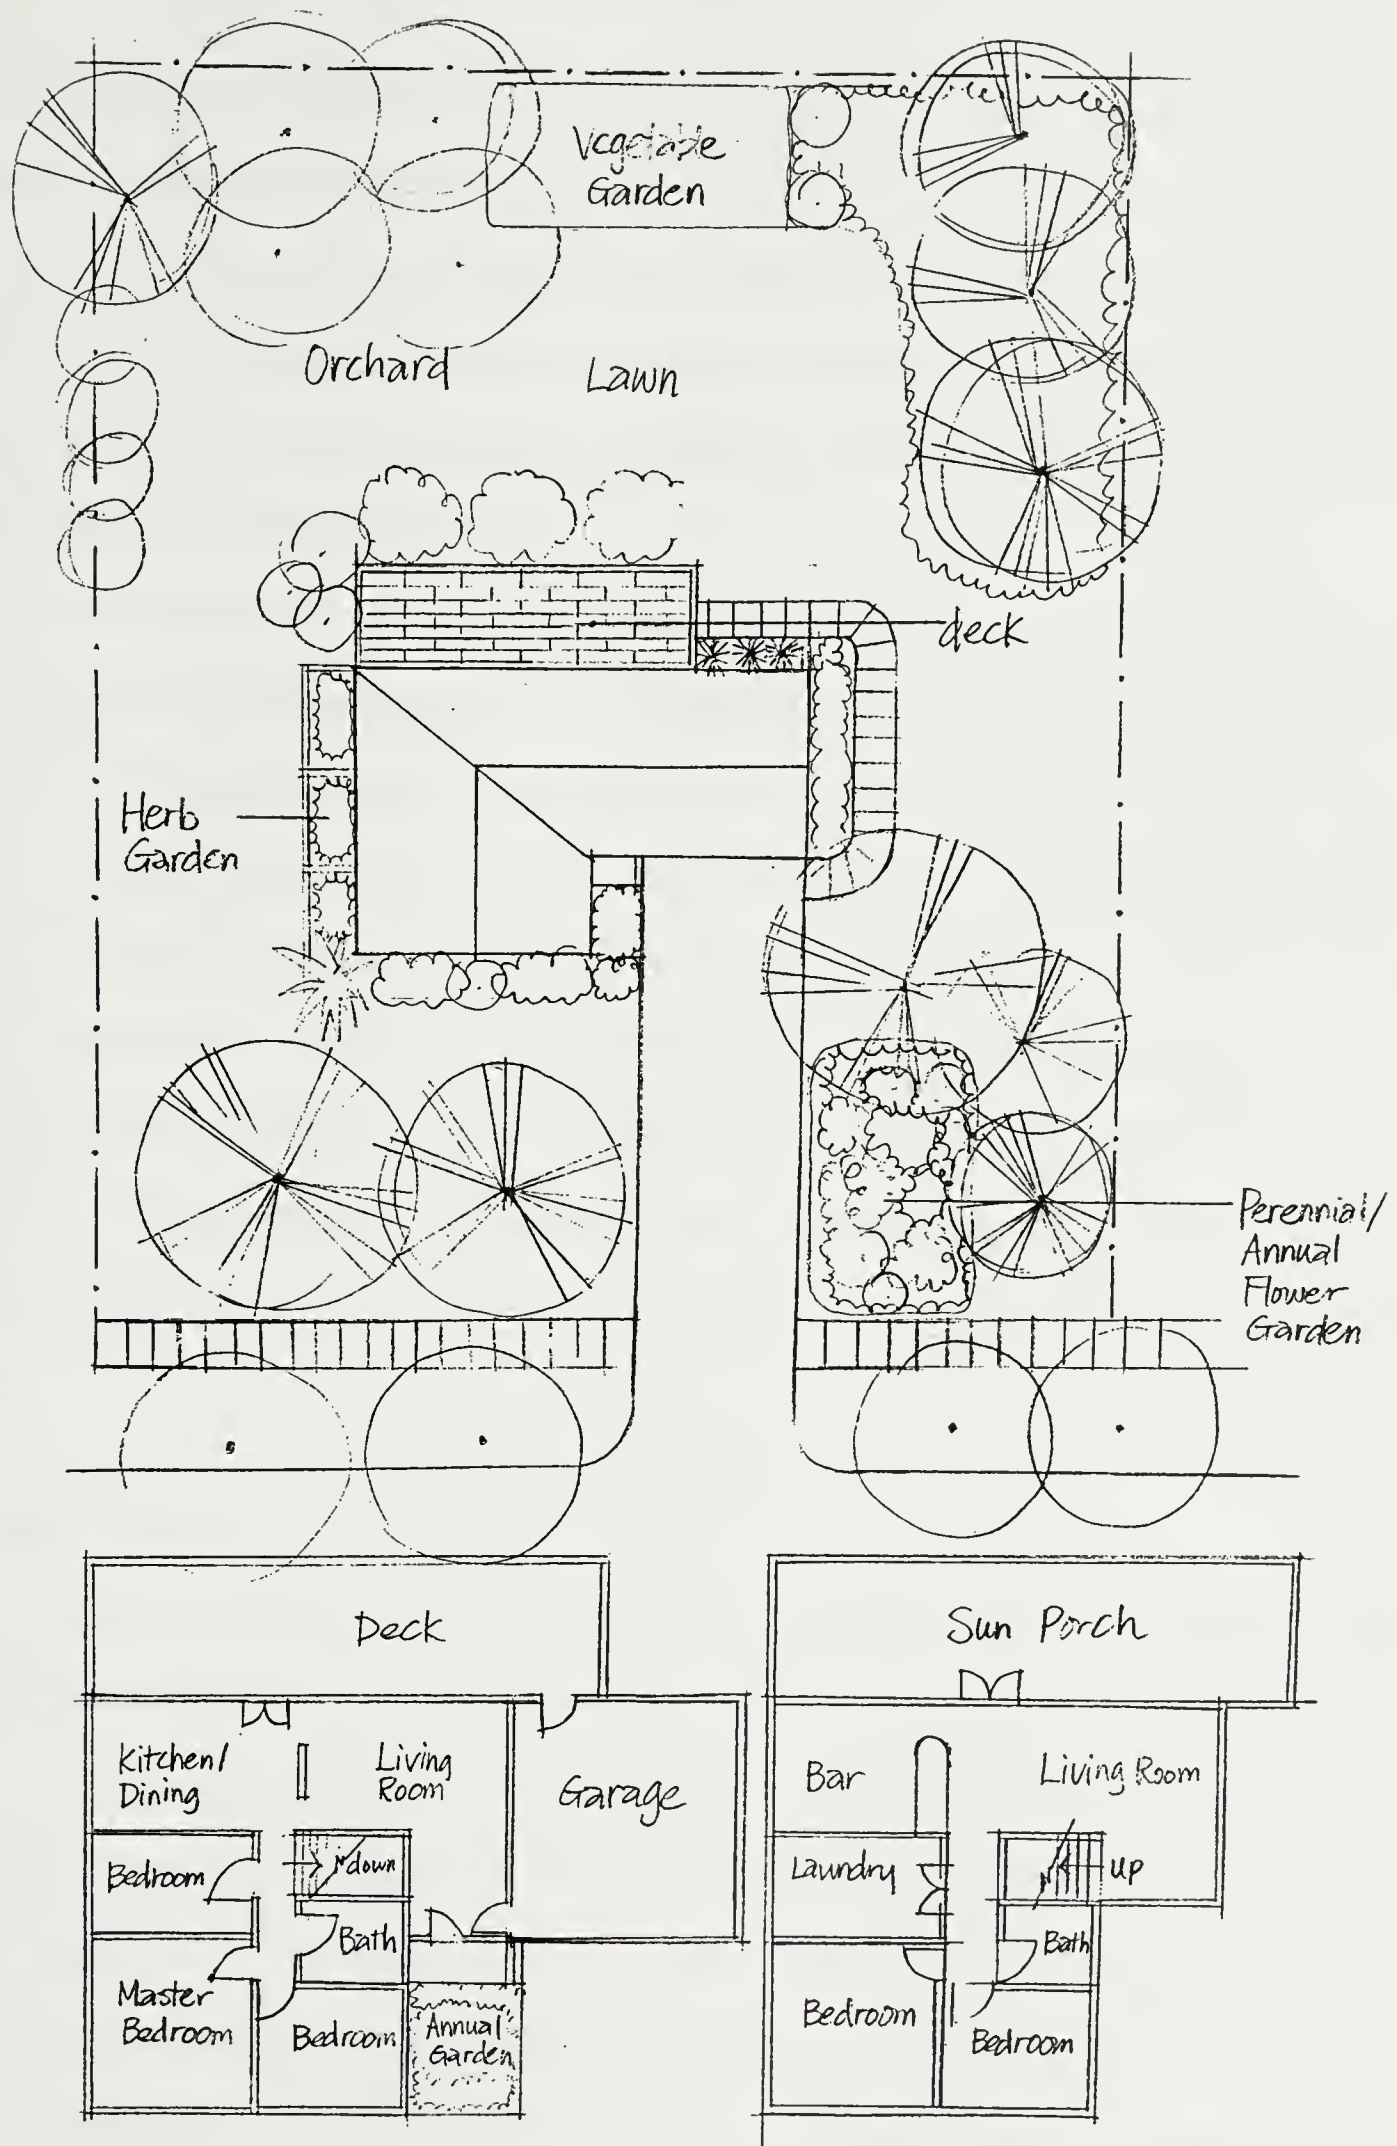 Vegetable
Garden
Orchard
Lawn
deck
Herb
Garden
Perennial/
Annual
Flower
Garden
Deck
Kitchen/
Dining
Living
Room
Garage
Bedroom
down
Bath
Master
Bedroom
Bedroom
Annual
Garden
Sun Porch
Bar
Living Room
Laundry
up
Bath
Bedroom
Bedroom